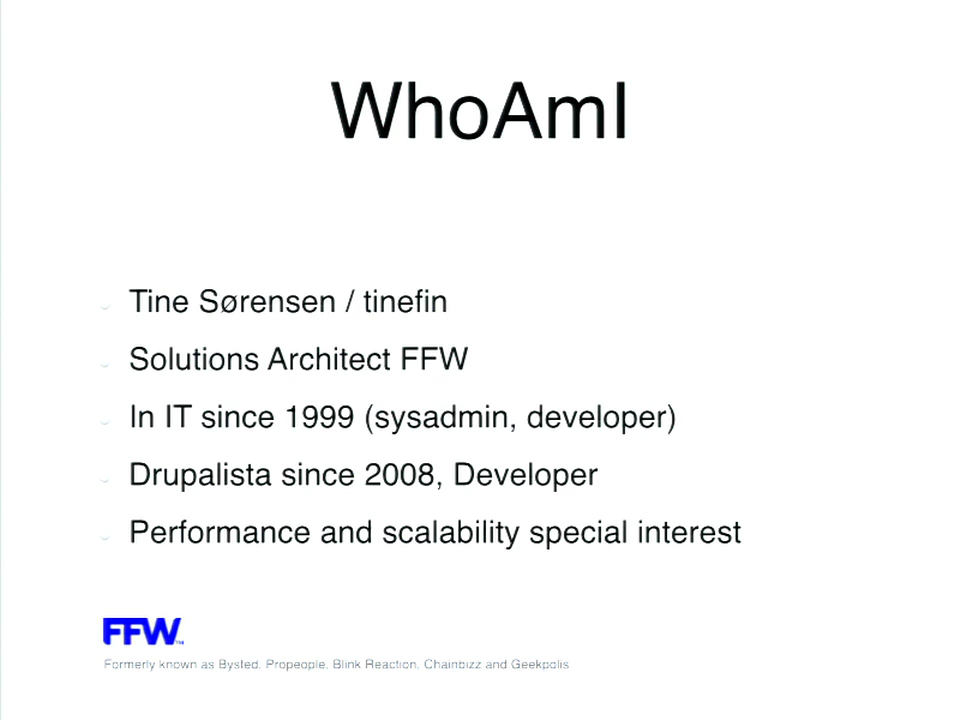 WhoAmI
Tine Sørensen / tinefin
Solutions Architect FFW
In IT since 1999 (sysadmin, developer)
Drupalista since 2008, Developer
Performance and scalability special interest
FFW™
Formerly known as Bysted, Propeople, Blink Reaction, Chainbizz and Geekpolis